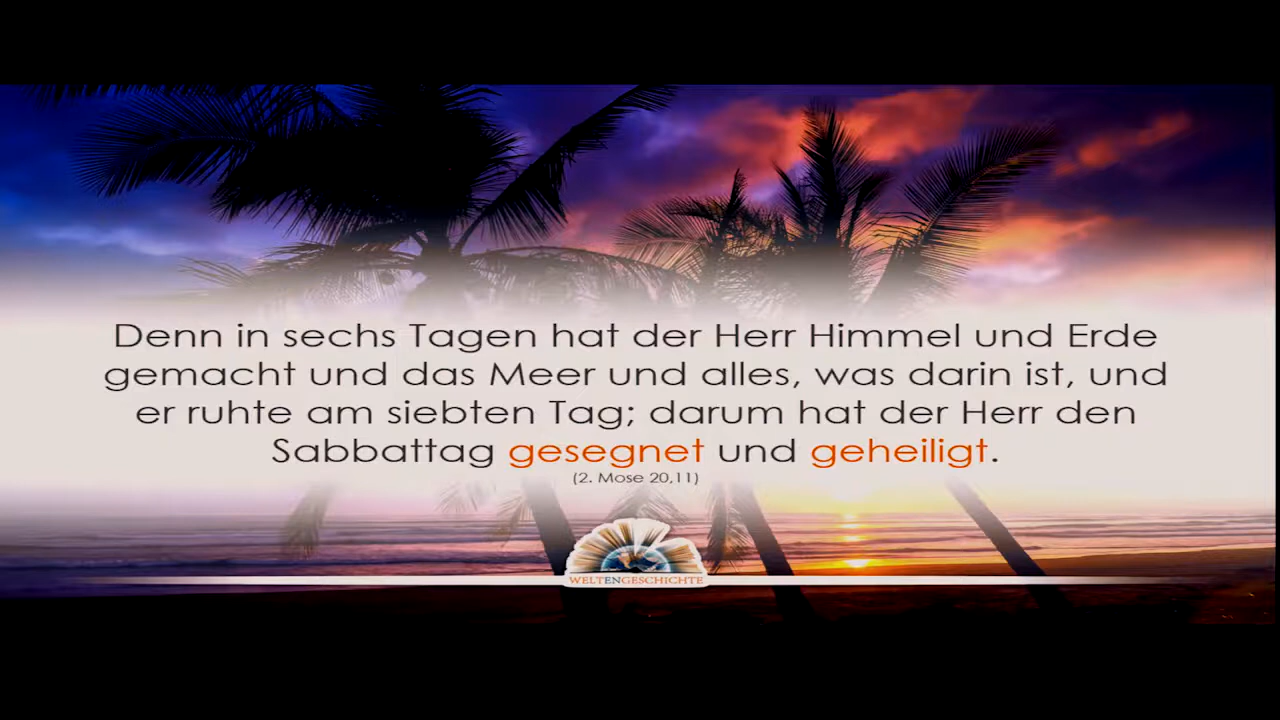 Denn in sechs Tagen hat der Herr Himmel und Erde
gemacht und das Meer und alles, was darin ist, und
er ruhte am siebten Tag; darum hat der Herr den
Sabbattag gesegnet und geheiligt.
(2. Mose 20,11)
WELTENGESCHICHTE